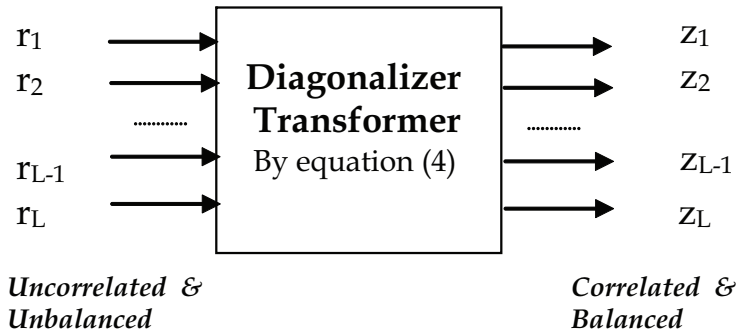 r1
r2
............
rL-1
rL
Diagonalizer
Transformer
By equation (4)
z1
z2
............
zL-1
zL
Uncorrelated &
Unbalanced
Correlated &
Balanced